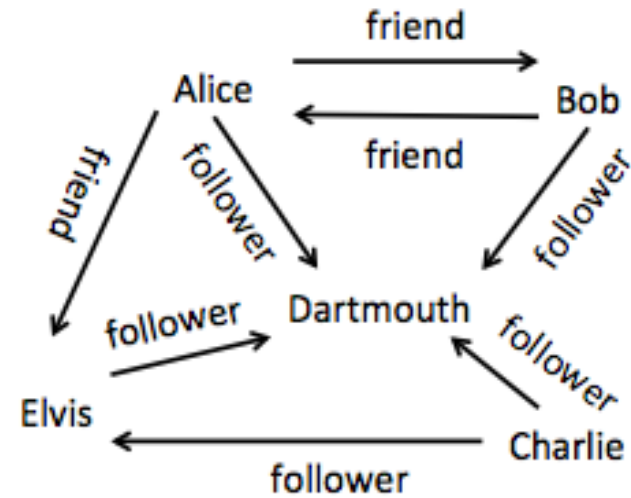 friend
Alice
Bob
friend
friend
follower
follower
Dartmouth
follower
follower
Elvis
Charlie
follower